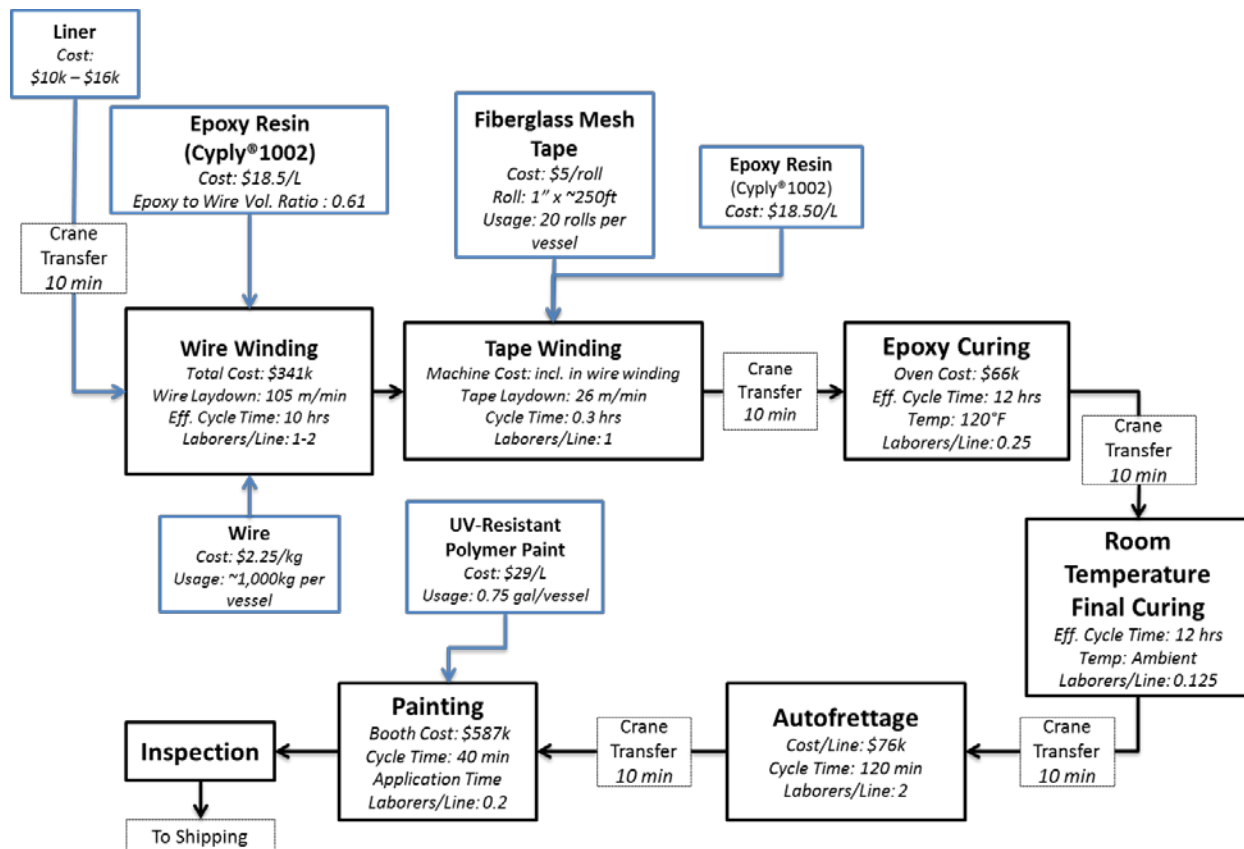 Liner
Cost:
$10k – $16k
Epoxy Resin
(Cyply®1002)
Cost: $18.5/L
Epoxy to Wire Vol. Ratio : 0.61
Fiberglass Mesh
Tape
Cost: $5/roll
Roll: 1” x ~250ft
Usage: 20 rolls per
vessel
Epoxy Resin
(Cyply®1002)
Cost: $18.50/L
Crane
Transfer
10 min
Wire Winding
Total Cost: $341k
Wire Laydown: 105 m/min
Eff. Cycle Time: 10 hrs
Laborers/Line: 1-2
Tape Winding
Machine Cost: incl. in wire winding
Tape Laydown: 26 m/min
Cycle Time: 0.3 hrs
Laborers/Line: 1
Crane
Transfer
10 min
Epoxy Curing
Oven Cost: $66k
Eff. Cycle Time: 12 hrs
Temp: 120°F
Laborers/Line: 0.25
Crane
Transfer
10 min
Wire
Cost: $2.25/kg
Usage: ~1,000kg per
vessel
UV-Resistant
Polymer Paint
Cost: $29/L
Usage: 0.75 gal/vessel
Room
Temperature
Final Curing
Eff. Cycle Time: 12 hrs
Temp: Ambient
Laborers/Line: 0.125
Crane
Transfer
10 min
Autofrettage
Cost/Line: $76k
Cycle Time: 120 min
Laborers/Line: 2
Crane
Transfer
10 min
Painting
Booth Cost: $587k
Cycle Time: 40 min
Application Time
Laborers/Line: 0.2
Inspection
To Shipping